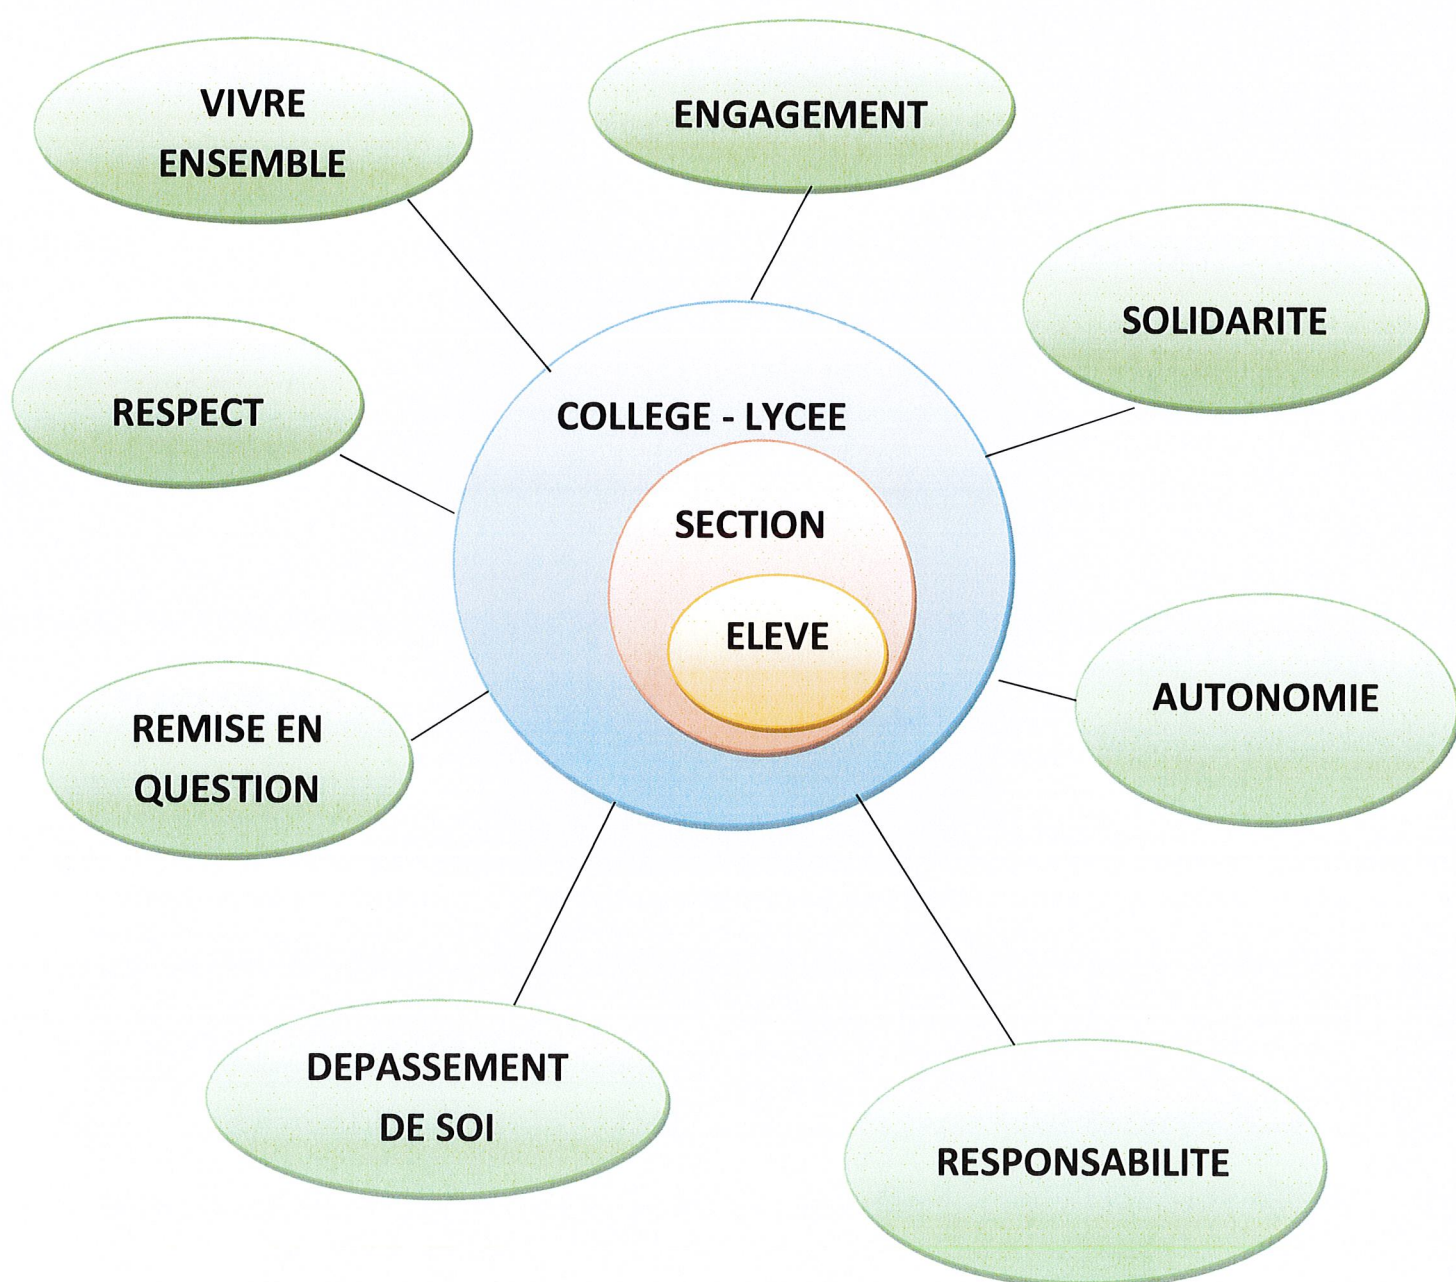 VIVRE
ENSEMBLE
ENGAGEMENT
SOLIDARITE
RESPECT
COLLEGE - LYCEE
SECTION
ELEVE
AUTONOMIE
REMISE EN
QUESTION
DEPASSEMENT
DE SOI
RESPONSABILITE